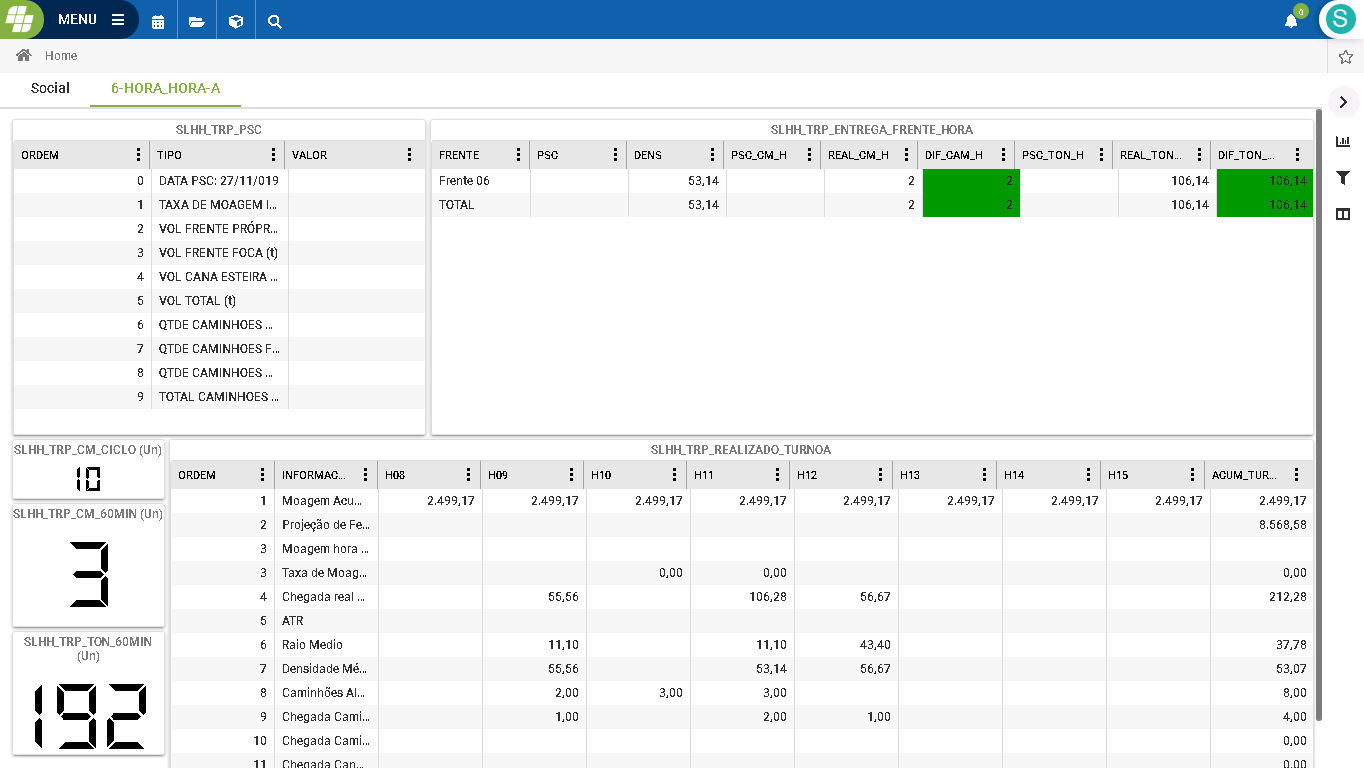 MENU
0
S
Home
Social 6-HORA_HORA-A
SLHH_TRP_PSC
ORDEM TIPO VALOR
0 DATA PSC: 27/11/019
1 TAXA DE MOAGEM I...
2 VOL FRENTE PRÓPR...
3 VOL FRENTE FOCA (t)
4 VOL CANA ESTEIRA ...
5 VOL TOTAL (t)
6 QTDE CAMINHOES ...
7 QTDE CAMINHOES F...
8 QTDE CAMINHOES ...
9 TOTAL CAMINHOES ...
SLHH_TRP_ENTREGA_FRENTE_HORA
FRENTE PSC DENS PSC_CM_H REAL_CM_H DIF_CAM_H PSC_TON_H REAL_TON... DIF_TON_...
Frente 06 53,14 2 2 106,14 106,14
TOTAL 53,14 2 2 106,14 106,14
SLHH_TRP_CM_CICLO (Un)
10
SLHH_TRP_CM_60MIN (Un)
3
SLHH_TRP_TON_60MIN
(Un)
192
SLHH_TRP_REALIZADO_TURNOA
ORDEM INFORMAC... H08 H09 H10 H11 H12 H13 H14 H15 AGUM_TUR...
1 Moagem Acu... 2.499,17 2.499,17 2.499,17 2.499,17 2.499,17 2.499,17 2.499,17 2.499,17 2.499,17
2 Projeção de Fe... 8.568,58
3 Moagem hora ...
3 Taxa de Moag... 0,00 0,00 0,00
4 Chegada real ... 55,56 106,28 56,67 212,28
5 ATR
6 Raio Medio 11,10 11,10 43,40 37,78
7 Densidade Mé... 55,56 53,14 56,67 53,07
8 Caminhões Al... 2,00 3,00 3,00 8,00
9 Chegada Cami... 1,00 2,00 1,00 4,00
10 Chegada Cami... 0,00
11 Chegada Can... 0,00